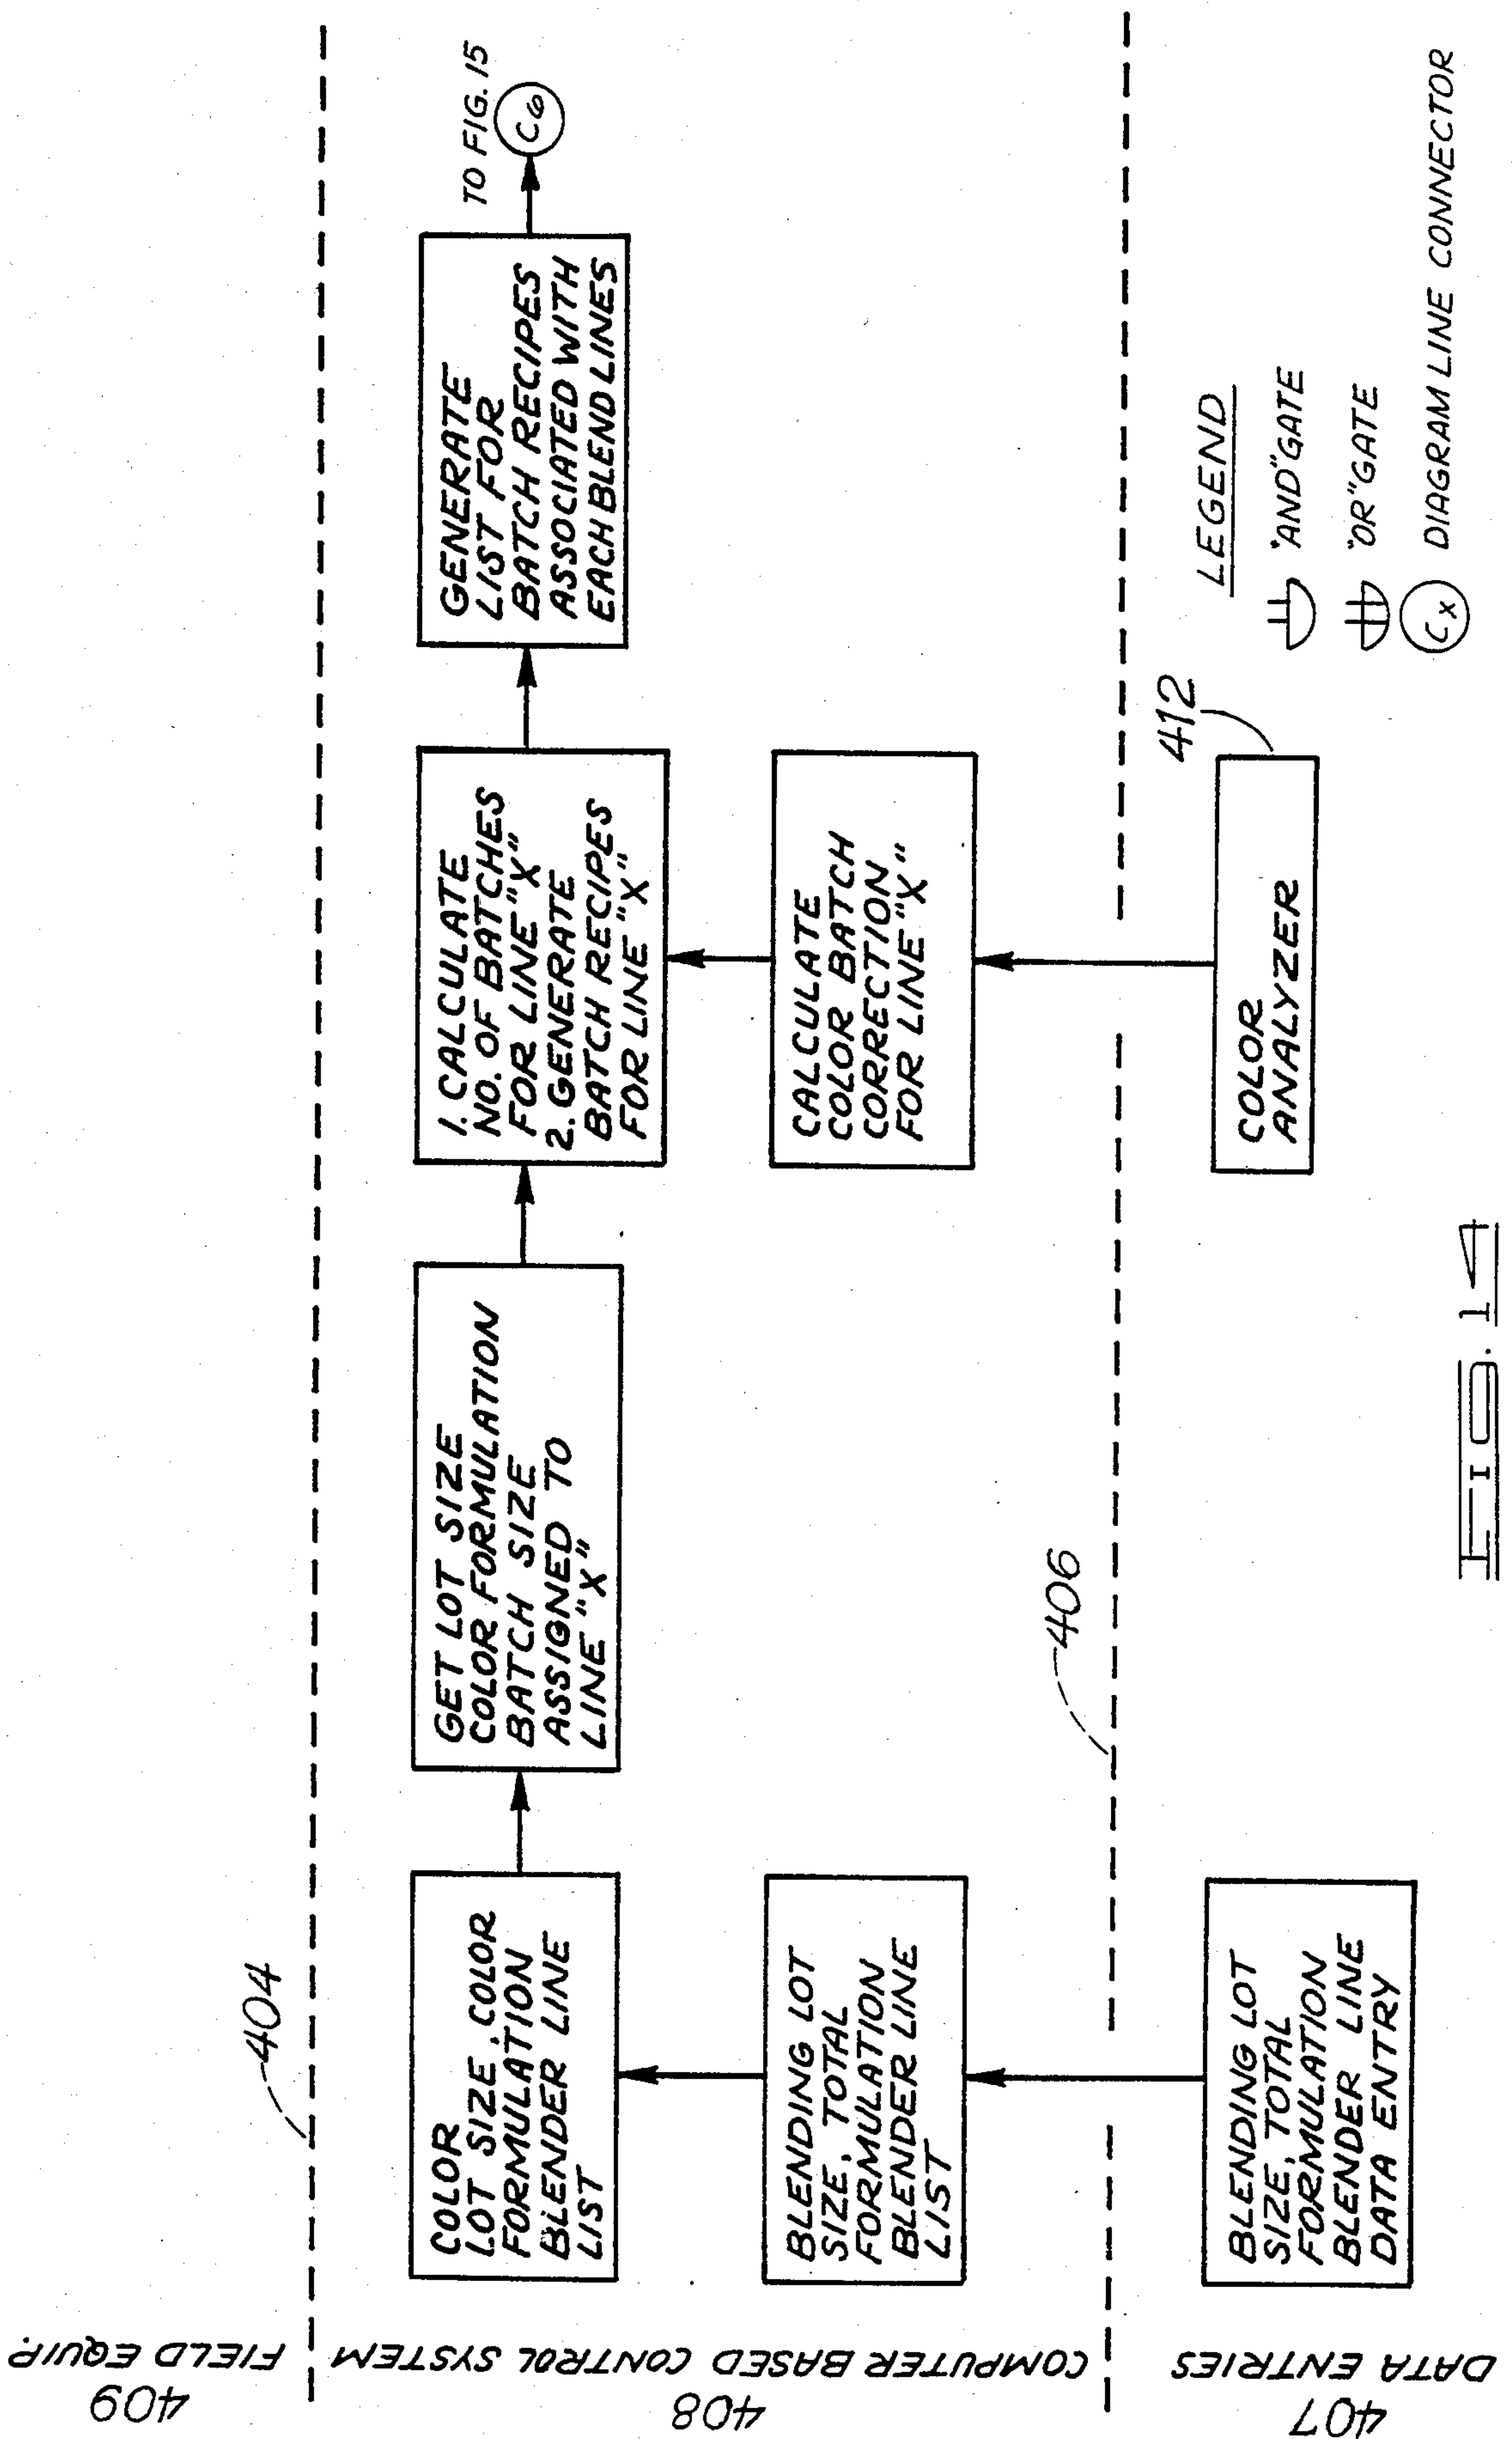 409
FIELD EQUIP.
408
COMPUTER BASED CONTROL SYSTEM
407
DATA ENTRIES
404
406
COLOR
LOT SIZE, COLOR
FORMULATION
BLENDER LINE
LIST
BLENDING LOT
SIZE, TOTAL
FORMULATION
BLENDER LINE
LIST
BLENDING LOT
SIZE, TOTAL
FORMULATION
BLENDER LINE
DATA ENTRY
GET LOT SIZE
COLOR FORMULATION
BATCH SIZE
ASSIGNED TO
LINE "X"
1. CALCULATE
NO. OF BATCHES
FOR LINE "X"
2. GENERATE
BATCH RECIPES
FOR LINE "X"
CALCULATE
COLOR BATCH
CORRECTION
FOR LINE "X"
412
COLOR
ANALYZER
GENERATE
LIST FOR
BATCH RECIPES
ASSOCIATED WITH
EACH BLEND LINES
TO FIG. 15
C6
LEGEND
"AND" GATE
"OR" GATE
Cx DIAGRAM LINE CONNECTOR
FIG. 14